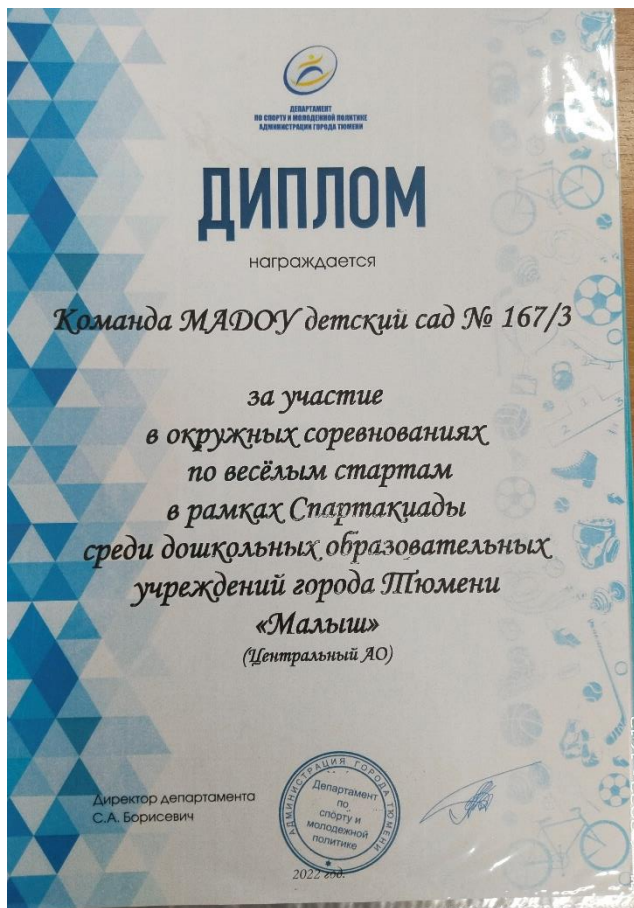 ДЕПАРТАМЕНТ
ПО СПОРТУ И МОЛОДЕЖНОЙ ПОЛИТИКЕ
АДМИНИСТРАЦИИ ГОРОДА ТЮМЕНИ
ДИПЛОМ
награждается
Команда МАДОУ детский сад № 167/3
за участие
в окружных соревнованиях
по весёлым стартам
в рамках Спартакиады
среди дошкольных образовательных
учреждений города Тюмени
«Малыш»
(Центральный АО)
Директор департамента
С.А. Борисевич
АДМИНИСТРАЦИЯ ГОРОДА ТЮМЕНИ
Департамент
по
спорту и
молодежной
политике
2022 год.